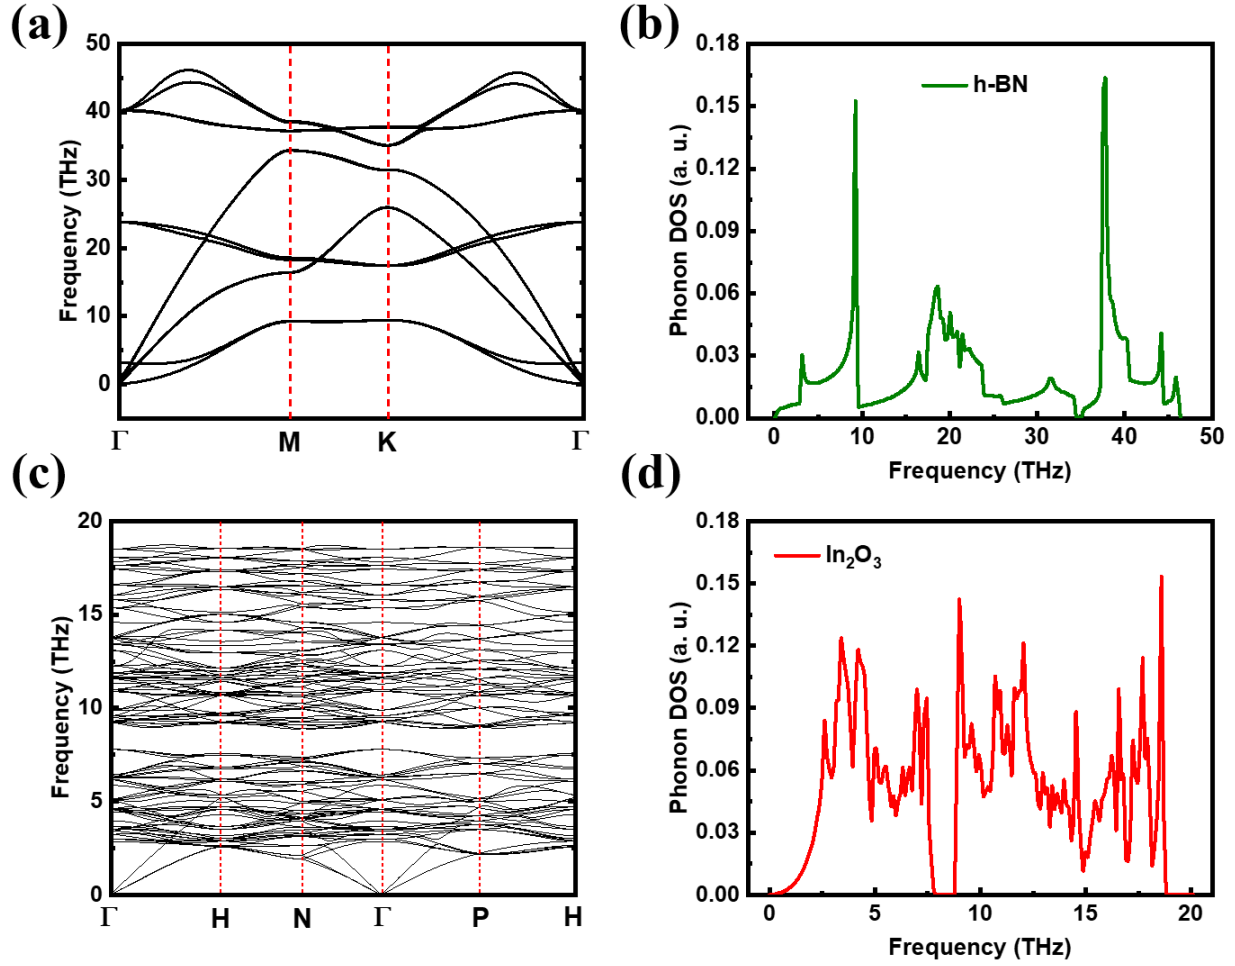 (a)
50
40
30
20
10
0
Frequency (THz)
Γ M K Γ
(b)
0.18
0.15
0.12
0.09
0.06
0.03
0.00
Phonon DOS (a. u.)
h-BN
0 10 20 30 40 50
Frequency (THz)
(c)
20
15
10
5
0
Frequency (THz)
Γ H N Γ P H
(d)
0.18
0.15
0.12
0.09
0.06
0.03
0.00
Phonon DOS (a. u.)
In₂O₃
0 5 10 15 20
Frequency (THz)